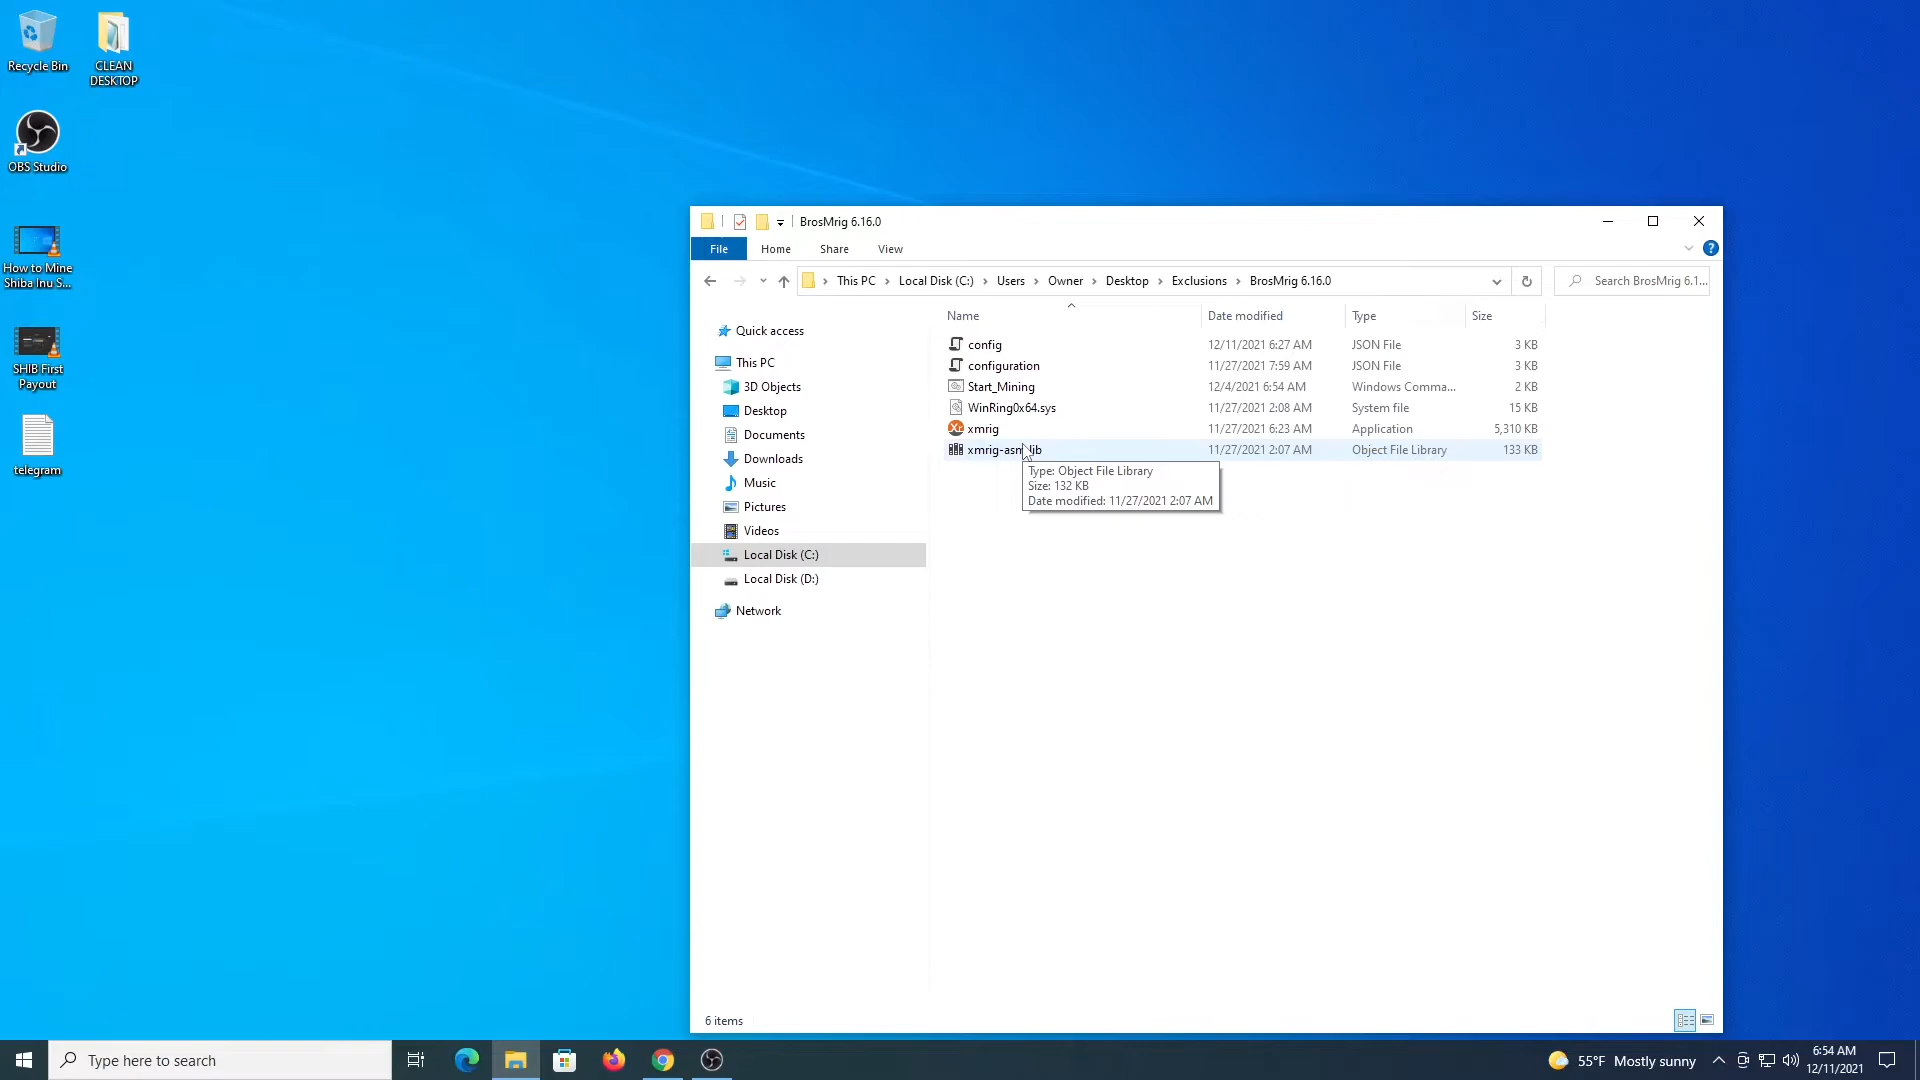 Recycle Bin
CLEAN
DESKTOP
OBS Studio
How to Mine
Shiba Inu S...
SHIB First
Payout
telegram
BrosMrig 6.16.0
File
Home
Share
View
This PC
Local Disk (C:)
Users
Owner
Desktop
Exclusions
BrosMrig 6.16.0
Search BrosMrig 6.1...
Name
Date modified
Type
Size
config
12/11/2021 6:27 AM
JSON File
3 KB
configuration
11/27/2021 7:59 AM
JSON File
3 KB
Start_Mining
12/4/2021 6:54 AM
Windows Comma...
2 KB
WinRing0x64.sys
11/27/2021 2:08 AM
System file
15 KB
xmrig
11/27/2021 6:23 AM
Application
5,310 KB
xmrig-asm.lib
11/27/2021 2:07 AM
Object File Library
133 KB
Type: Object File Library
Size: 132 KB
Date modified: 11/27/2021 2:07 AM
Quick access
This PC
3D Objects
Desktop
Documents
Downloads
Music
Pictures
Videos
Local Disk (C:)
Local Disk (D:)
Network
6 items
Type here to search
55°F Mostly sunny
6:54 AM
12/11/2021